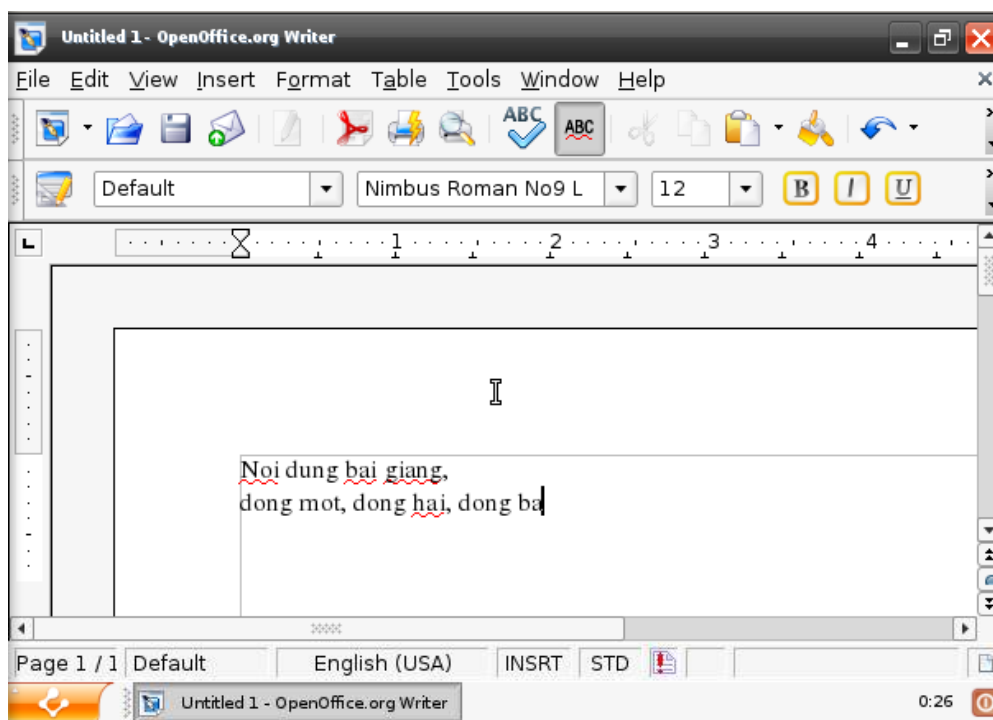 Untitled 1 - OpenOffice.org Writer
File Edit View Insert Format Table Tools Window Help
ABC ABC
Default Nimbus Roman No9 L 12 B I U
1 2 3 4
Noi dung bai giang,
dong mot, dong hai, dong ba
Page 1 / 1 Default English (USA) INSRT STD
Untitled 1 - OpenOffice.org Writer 0:26